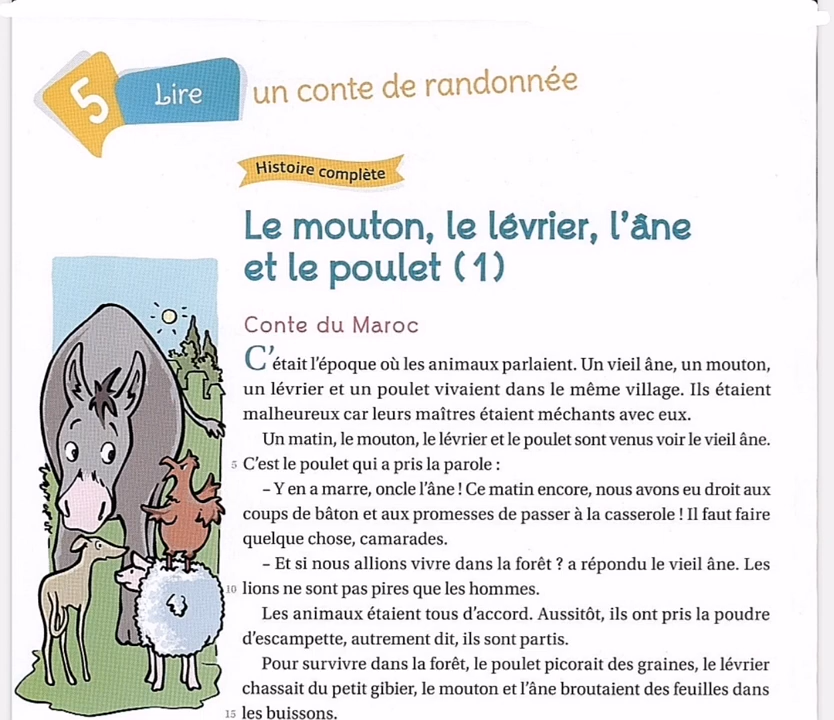 5 Lire un conte de randonnée
Histoire complète
Le mouton, le lévrier, l'âne
et le poulet (1)
Conte du Maroc
C'était l'époque où les animaux parlaient. Un vieil âne, un mouton,
un lévrier et un poulet vivaient dans le même village. Ils étaient
malheureux car leurs maîtres étaient méchants avec eux.
Un matin, le mouton, le lévrier et le poulet sont venus voir le vieil âne.
5 C'est le poulet qui a pris la parole :
– Y en a marre, oncle l'âne ! Ce matin encore, nous avons eu droit aux
coups de bâton et aux promesses de passer à la casserole ! Il faut faire
quelque chose, camarades.
– Et si nous allions vivre dans la forêt ? a répondu le vieil âne. Les
10 lions ne sont pas pires que les hommes.
Les animaux étaient tous d'accord. Aussitôt, ils ont pris la poudre
d'escampette, autrement dit, ils sont partis.
Pour survivre dans la forêt, le poulet picorait des graines, le lévrier
chassait du petit gibier, le mouton et l'âne broutaient des feuilles dans
15 les buissons.